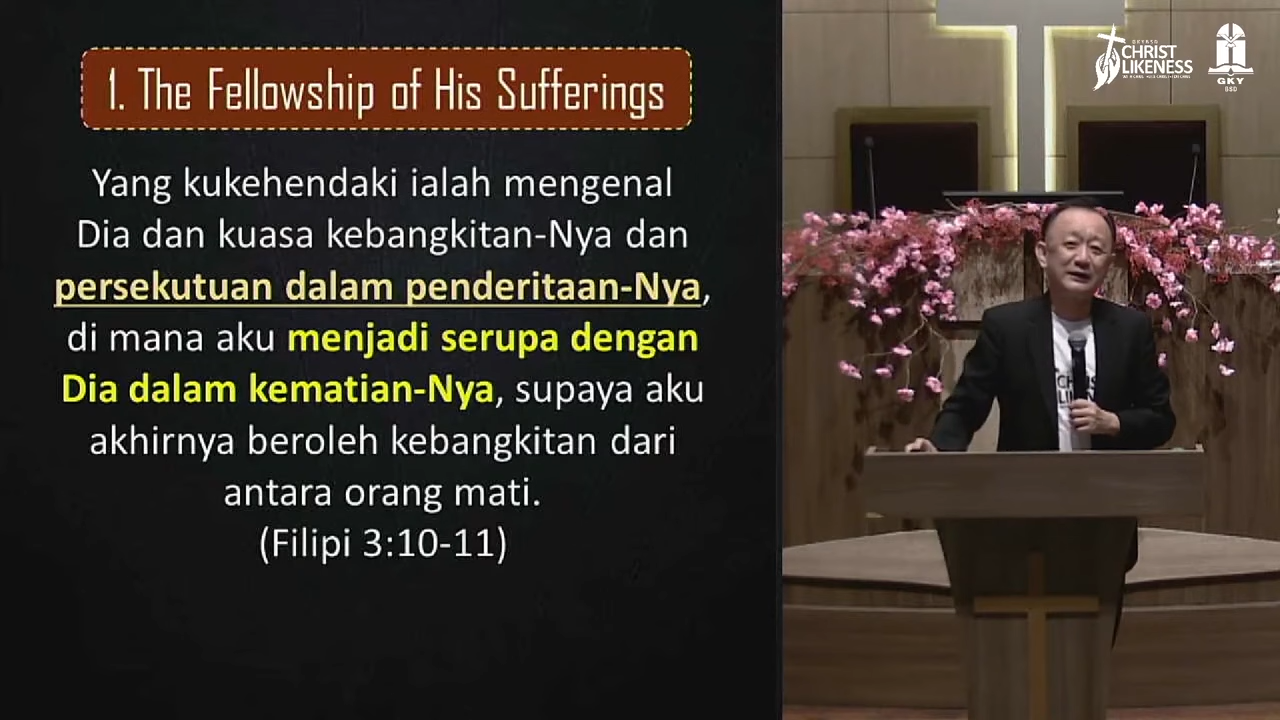 1. The Fellowship of His Sufferings
Yang kukehendaki ialah mengenal
Dia dan kuasa kebangkitan-Nya dan
persekutuan dalam penderitaan-Nya,
di mana aku menjadi serupa dengan
Dia dalam kematian-Nya, supaya aku
akhirnya beroleh kebangkitan dari
antara orang mati.
(Filipi 3:10-11)
CHRIST
LIKENESS
GKY
BSD